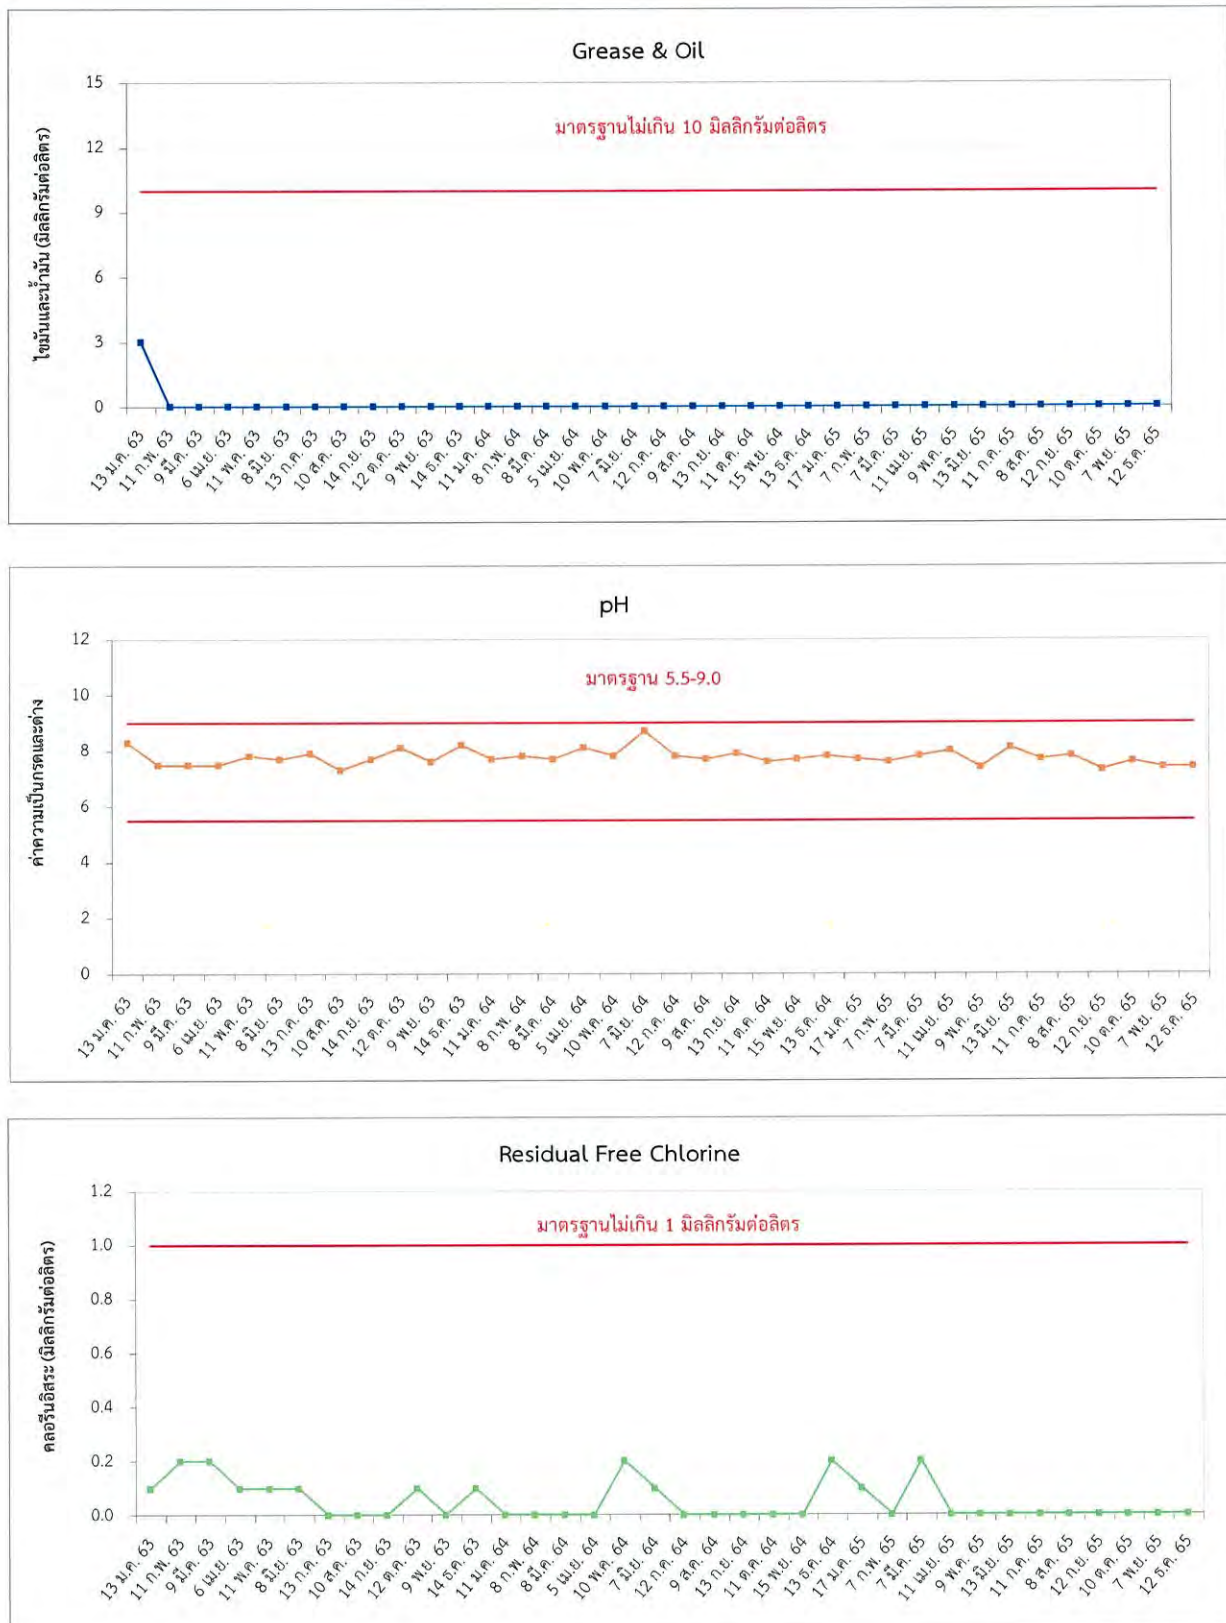 Grease & Oil
มาตรฐานไม่เกิน 10 มิลลิกรัมต่อลิตร
ไขมันและน้ำมัน (มิลลิกรัมต่อลิตร)
15
12
9
6
3
0
13 ม.ค. 63
11 ก.พ. 63
9 มี.ค. 63
6 เม.ย. 63
11 พ.ค. 63
8 มิ.ย. 63
13 ก.ค. 63
10 ส.ค. 63
14 ก.ย. 63
12 ต.ค. 63
9 พ.ย. 63
14 ธ.ค. 63
11 ม.ค. 64
8 ก.พ. 64
8 มี.ค. 64
5 เม.ย. 64
10 พ.ค. 64
7 มิ.ย. 64
12 ก.ค. 64
9 ส.ค. 64
13 ก.ย. 64
11 ต.ค. 64
15 พ.ย. 64
13 ธ.ค. 64
17 ม.ค. 65
7 ก.พ. 65
7 มี.ค. 65
11 เม.ย. 65
9 พ.ค. 65
13 มิ.ย. 65
11 ก.ค. 65
8 ส.ค. 65
12 ก.ย. 65
10 ต.ค. 65
7 พ.ย. 65
12 ธ.ค. 65
pH
มาตรฐาน 5.5-9.0
ค่าความเป็นกรดและด่าง
12
10
8
6
4
2
0
13 ม.ค. 63
11 ก.พ. 63
9 มี.ค. 63
6 เม.ย. 63
11 พ.ค. 63
8 มิ.ย. 63
13 ก.ค. 63
10 ส.ค. 63
14 ก.ย. 63
12 ต.ค. 63
9 พ.ย. 63
14 ธ.ค. 63
11 ม.ค. 64
8 ก.พ. 64
8 มี.ค. 64
5 เม.ย. 64
10 พ.ค. 64
7 มิ.ย. 64
12 ก.ค. 64
9 ส.ค. 64
13 ก.ย. 64
11 ต.ค. 64
15 พ.ย. 64
13 ธ.ค. 64
17 ม.ค. 65
7 ก.พ. 65
7 มี.ค. 65
11 เม.ย. 65
9 พ.ค. 65
13 มิ.ย. 65
11 ก.ค. 65
8 ส.ค. 65
12 ก.ย. 65
10 ต.ค. 65
7 พ.ย. 65
12 ธ.ค. 65
Residual Free Chlorine
มาตรฐานไม่เกิน 1 มิลลิกรัมต่อลิตร
คลอรีนอิสระ (มิลลิกรัมต่อลิตร)
1.2
1.0
0.8
0.6
0.4
0.2
0.0
13 ม.ค. 63
11 ก.พ. 63
9 มี.ค. 63
6 เม.ย. 63
11 พ.ค. 63
8 มิ.ย. 63
13 ก.ค. 63
10 ส.ค. 63
14 ก.ย. 63
12 ต.ค. 63
9 พ.ย. 63
14 ธ.ค. 63
11 ม.ค. 64
8 ก.พ. 64
8 มี.ค. 64
5 เม.ย. 64
10 พ.ค. 64
7 มิ.ย. 64
12 ก.ค. 64
9 ส.ค. 64
13 ก.ย. 64
11 ต.ค. 64
15 พ.ย. 64
13 ธ.ค. 64
17 ม.ค. 65
7 ก.พ. 65
7 มี.ค. 65
11 เม.ย. 65
9 พ.ค. 65
13 มิ.ย. 65
11 ก.ค. 65
8 ส.ค. 65
12 ก.ย. 65
10 ต.ค. 65
7 พ.ย. 65
12 ธ.ค. 65